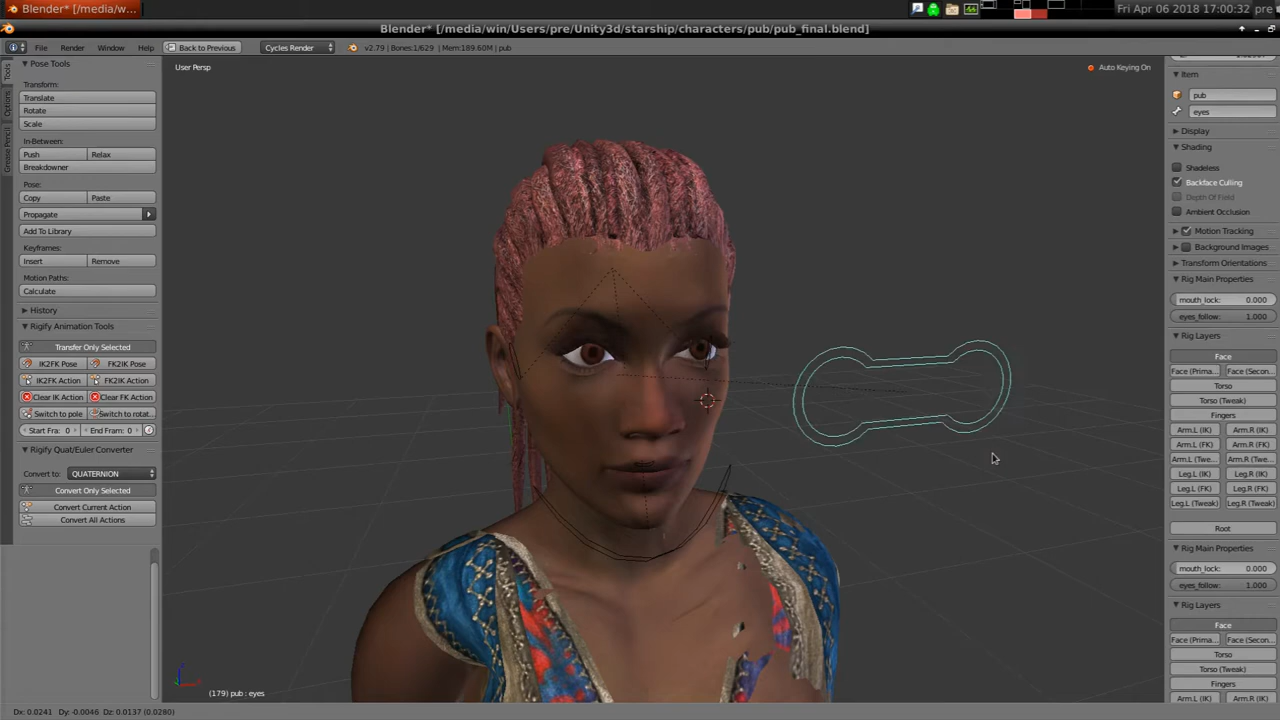 Blender* [/media/w...
Fri Apr 06 2018 17:00:32 pre
Blender* [/media/win/Users/pre/Unity3d/starship/characters/pub/pub_final.blend]
File Render Window Help Back to Previous Cycles Render v2.79 | Bones:1/629 | Mem:189.60M | pub
Tools
Options
Grease Pencil
Pose Tools
Transform:
Translate
Rotate
Scale
In-Between:
Push Relax
Breakdowner
Pose:
Copy Paste
Propagate
Add To Library
Keyframes:
Insert Remove
Motion Paths:
Calculate
History
Rigify Animation Tools
Transfer Only Selected
IK2FK Pose FK2IK Pose
IK2FK Action FK2IK Action
Clear IK Action Clear FK Action
Switch to pole Switch to rotat...
Start Fra: 0 End Fram: 0
Rigify Quat/Euler Converter
Convert to: QUATERNION
Convert Only Selected
Convert Current Action
Convert All Actions
User Persp
Auto Keying On
(179) pub : eyes
Item
pub
eyes
Display
Shading
Shadeless
Backface Culling
Depth Of Field
Ambient Occlusion
Motion Tracking
Background Images
Transform Orientations
Rig Main Properties
mouth_lock: 0.000
eyes_follow: 1.000
Rig Layers
Face
Face (Prima... Face (Secon...
Torso
Torso (Tweak)
Fingers
Arm.L (IK) Arm.R (IK)
Arm.L (FK) Arm.R (FK)
Arm.L (Twe... Arm.R (Twe...
Leg.L (IK) Leg.R (IK)
Leg.L (FK) Leg.R (FK)
Leg.L (Tweak) Leg.R (Tweak)
Root
Rig Main Properties
mouth_lock: 0.000
eyes_follow: 1.000
Rig Layers
Face
Face (Prima... Face (Secon...
Torso
Torso (Tweak)
Fingers
Arm.L (IK) Arm.R (IK)
Dx: 0.0241 Dy: -0.0046 Dz: 0.0137 (0.0280)